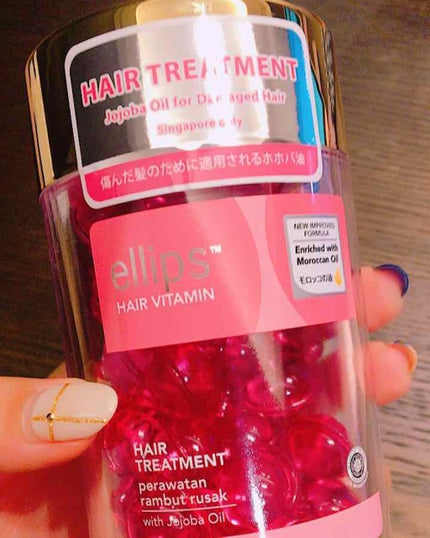 HAIR TREATMENT
Jojoba Oil for Damaged Hair
Singapore
傷んだ髪のために適用されるホホバ油
ellips™
HAIR VITAMIN
NEW IMPROVED
FORMULA
Enriched with
Moroccan Oil
モロッコの油
HAIR
TREATMENT
perawatan
rambut rusak
with Jojoba Oil